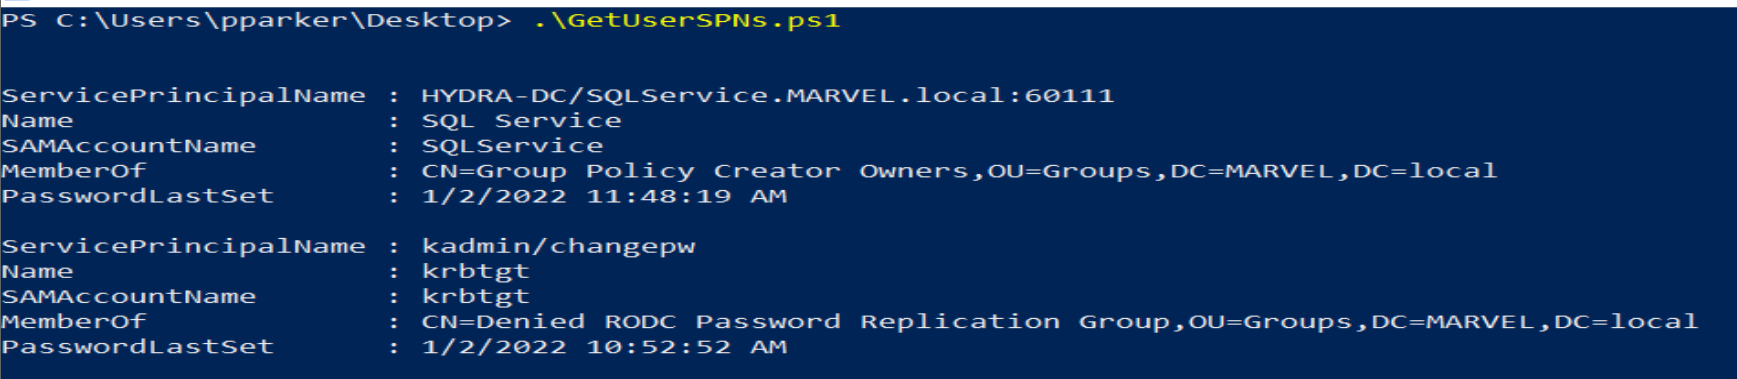 PS C:\Users\pparker\Desktop> .\GetUserSPNs.ps1
ServicePrincipalName : HYDRA-DC/SQLService.MARVEL.local:60111
Name                 : SQL Service
SAMAccountName       : SQLService
MemberOf             : CN=Group Policy Creator Owners,OU=Groups,DC=MARVEL,DC=local
PasswordLastSet      : 1/2/2022 11:48:19 AM
ServicePrincipalName : kadmin/changepw
Name                 : krbtgt
SAMAccountName       : krbtgt
MemberOf             : CN=Denied RODC Password Replication Group,OU=Groups,DC=MARVEL,DC=local
PasswordLastSet      : 1/2/2022 10:52:52 AM